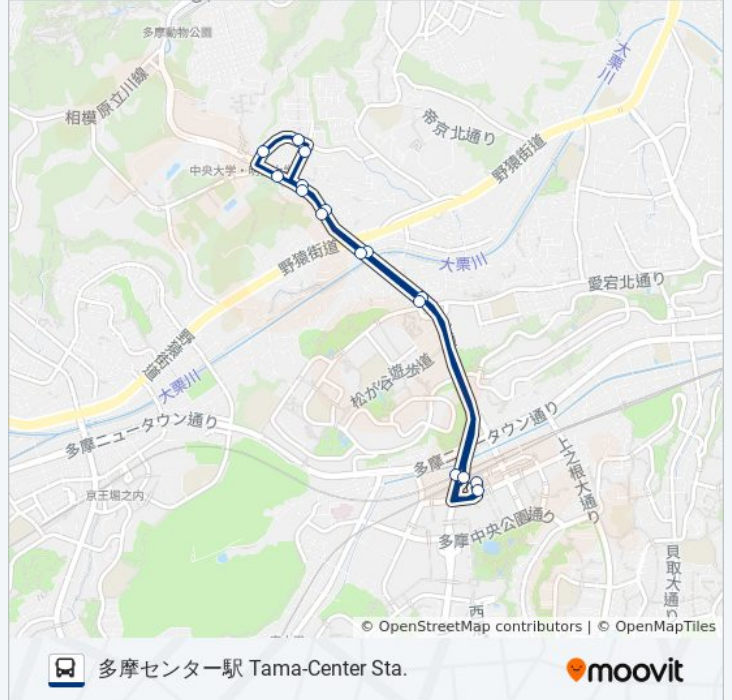 多摩動物公園
大栗川
相模原立川線
帝京北通り
野猿街道
中央大学・
野猿街道
大栗川
愛宕北通り
野猿街道
松が谷遊歩道
大栗川
多摩ニュータウン通り
多摩ニュータウン通り
上之根大通り
京王堀之内
多摩中央公園通り
貝取大通り
西
© OpenStreetMap contributors | © OpenMapTiles
多摩センター駅 Tama-Center Sta.
moovit